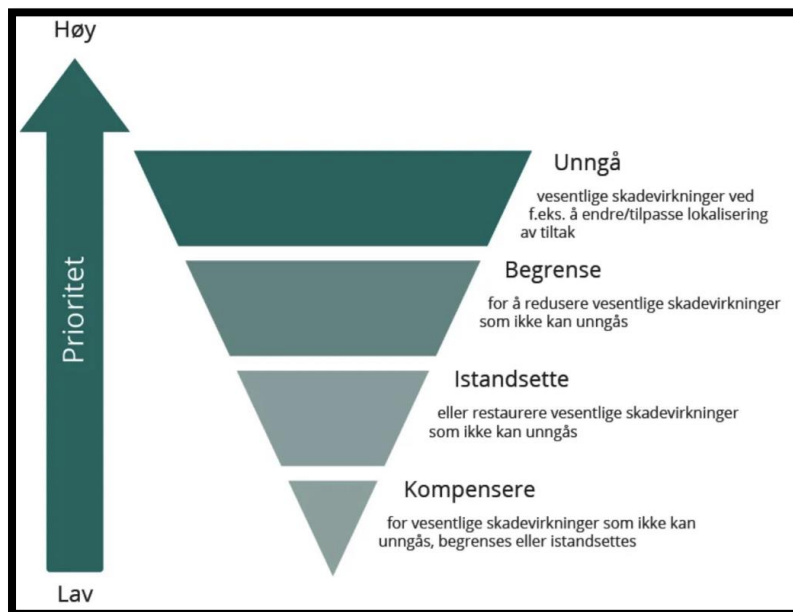 Høy
Unngå
vesentlige skadevirkninger ved
f.eks. å endre/tilpasse lokalisering
av tiltak
Begrense
for å redusere vesentlige skadevirkninger
som ikke kan unngås
Prioritet
Istandsette
eller restaurere vesentlige skadevirkninger
som ikke kan unngås
Kompensere
for vesentlige skadevirkninger som ikke kan
unngås, begrenses eller istandsettes
Lav